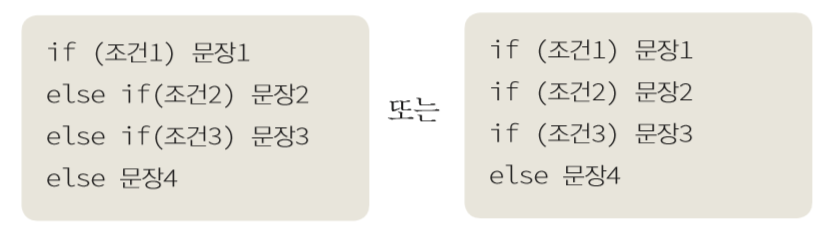 if (조건1) 문장1
else if(조건2) 문장2
else if(조건3) 문장3
else 문장4
또는
if (조건1) 문장1
if (조건2) 문장2
if (조건3) 문장3
else 문장4